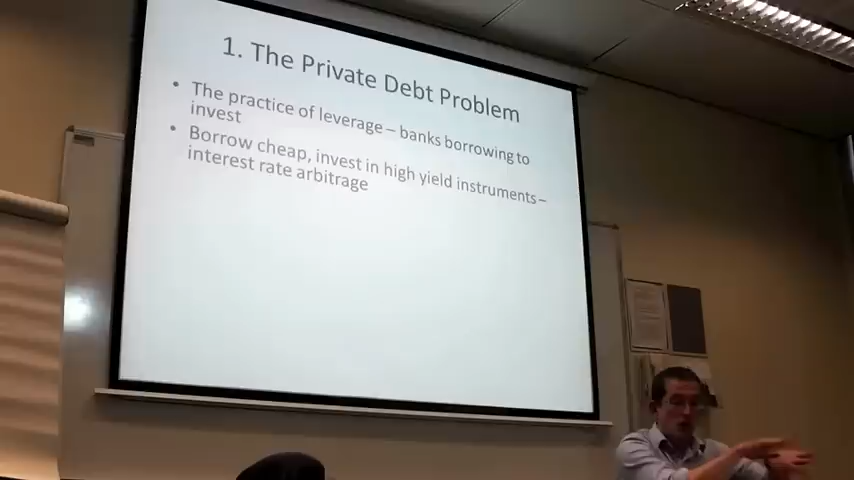 1. The Private Debt Problem
• The practice of leverage – banks borrowing to
invest
• Borrow cheap, invest in high yield instruments –
interest rate arbitrage